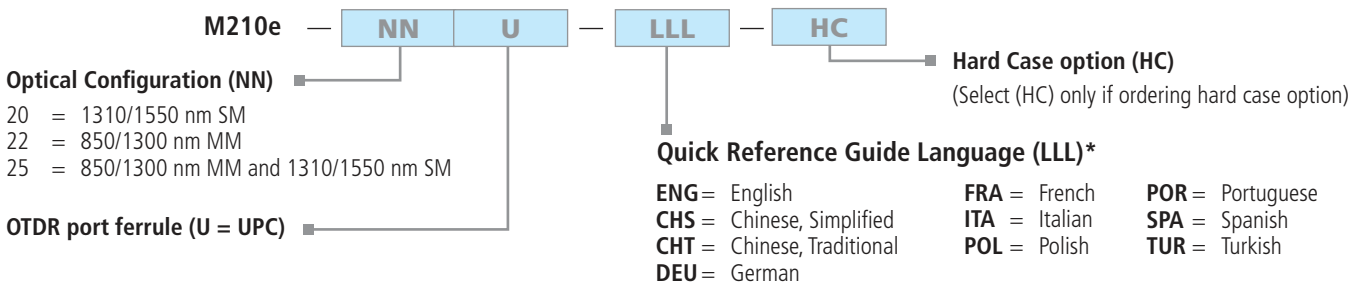 M210e — NN U — LLL — HC
Optical Configuration (NN)
20 = 1310/1550 nm SM
22 = 850/1300 nm MM
25 = 850/1300 nm MM and 1310/1550 nm SM
OTDR port ferrule (U = UPC)
Hard Case option (HC)
(Select (HC) only if ordering hard case option)
Quick Reference Guide Language (LLL)*
ENG = English
CHS = Chinese, Simplified
CHT = Chinese, Traditional
DEU = German
FRA = French
ITA = Italian
POL = Polish
POR = Portuguese
SPA = Spanish
TUR = Turkish